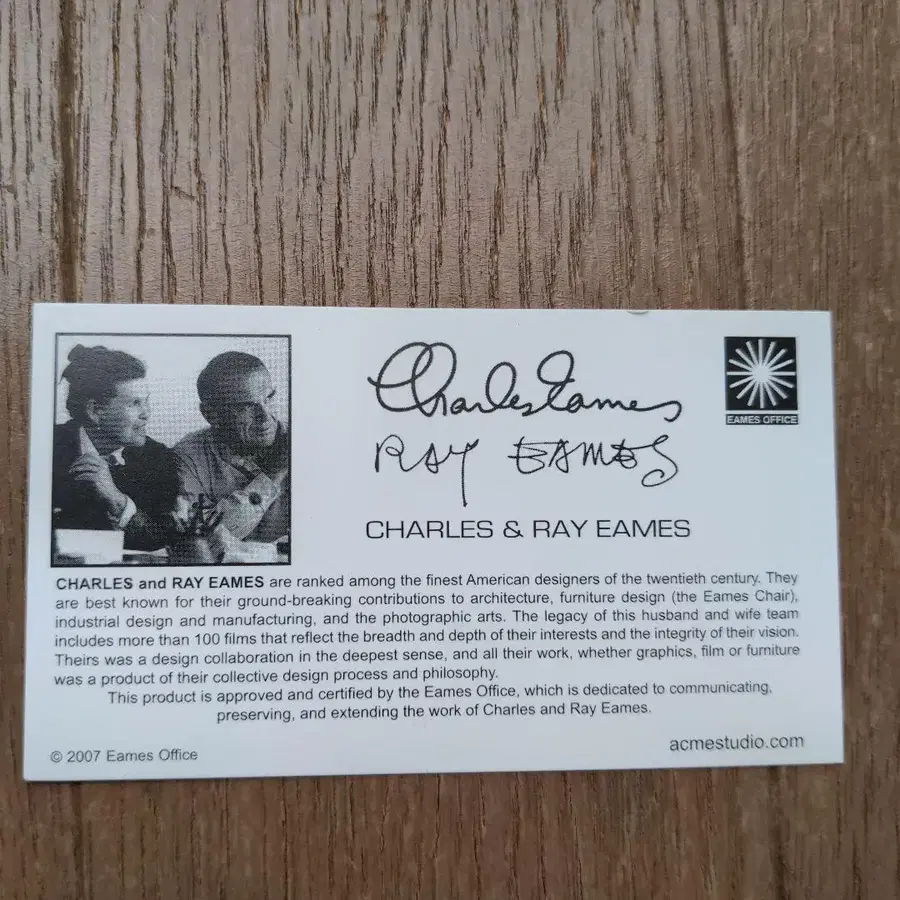 Charles Eames
RAY EAMES
EAMES OFFICE
CHARLES & RAY EAMES
CHARLES and RAY EAMES are ranked among the finest American designers of the twentieth century. They
are best known for their ground-breaking contributions to architecture, furniture design (the Eames Chair),
industrial design and manufacturing, and the photographic arts. The legacy of this husband and wife team
includes more than 100 films that reflect the breadth and depth of their interests and the integrity of their vision.
Theirs was a design collaboration in the deepest sense, and all their work, whether graphics, film or furniture
was a product of their collective design process and philosophy.
This product is approved and certified by the Eames Office, which is dedicated to communicating,
preserving, and extending the work of Charles and Ray Eames.
© 2007 Eames Office
acmestudio.com